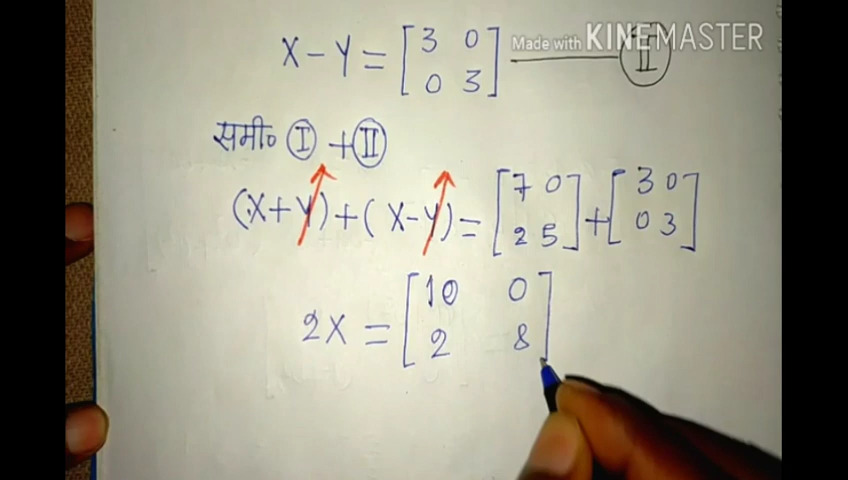 X-Y=[3 0
0 3] II
Made with KINEMASTER
समी० I + II
(X+Y)+(X-Y)=[7 0
2 5]+[3 0
0 3]
2X=[10 0
2 8]